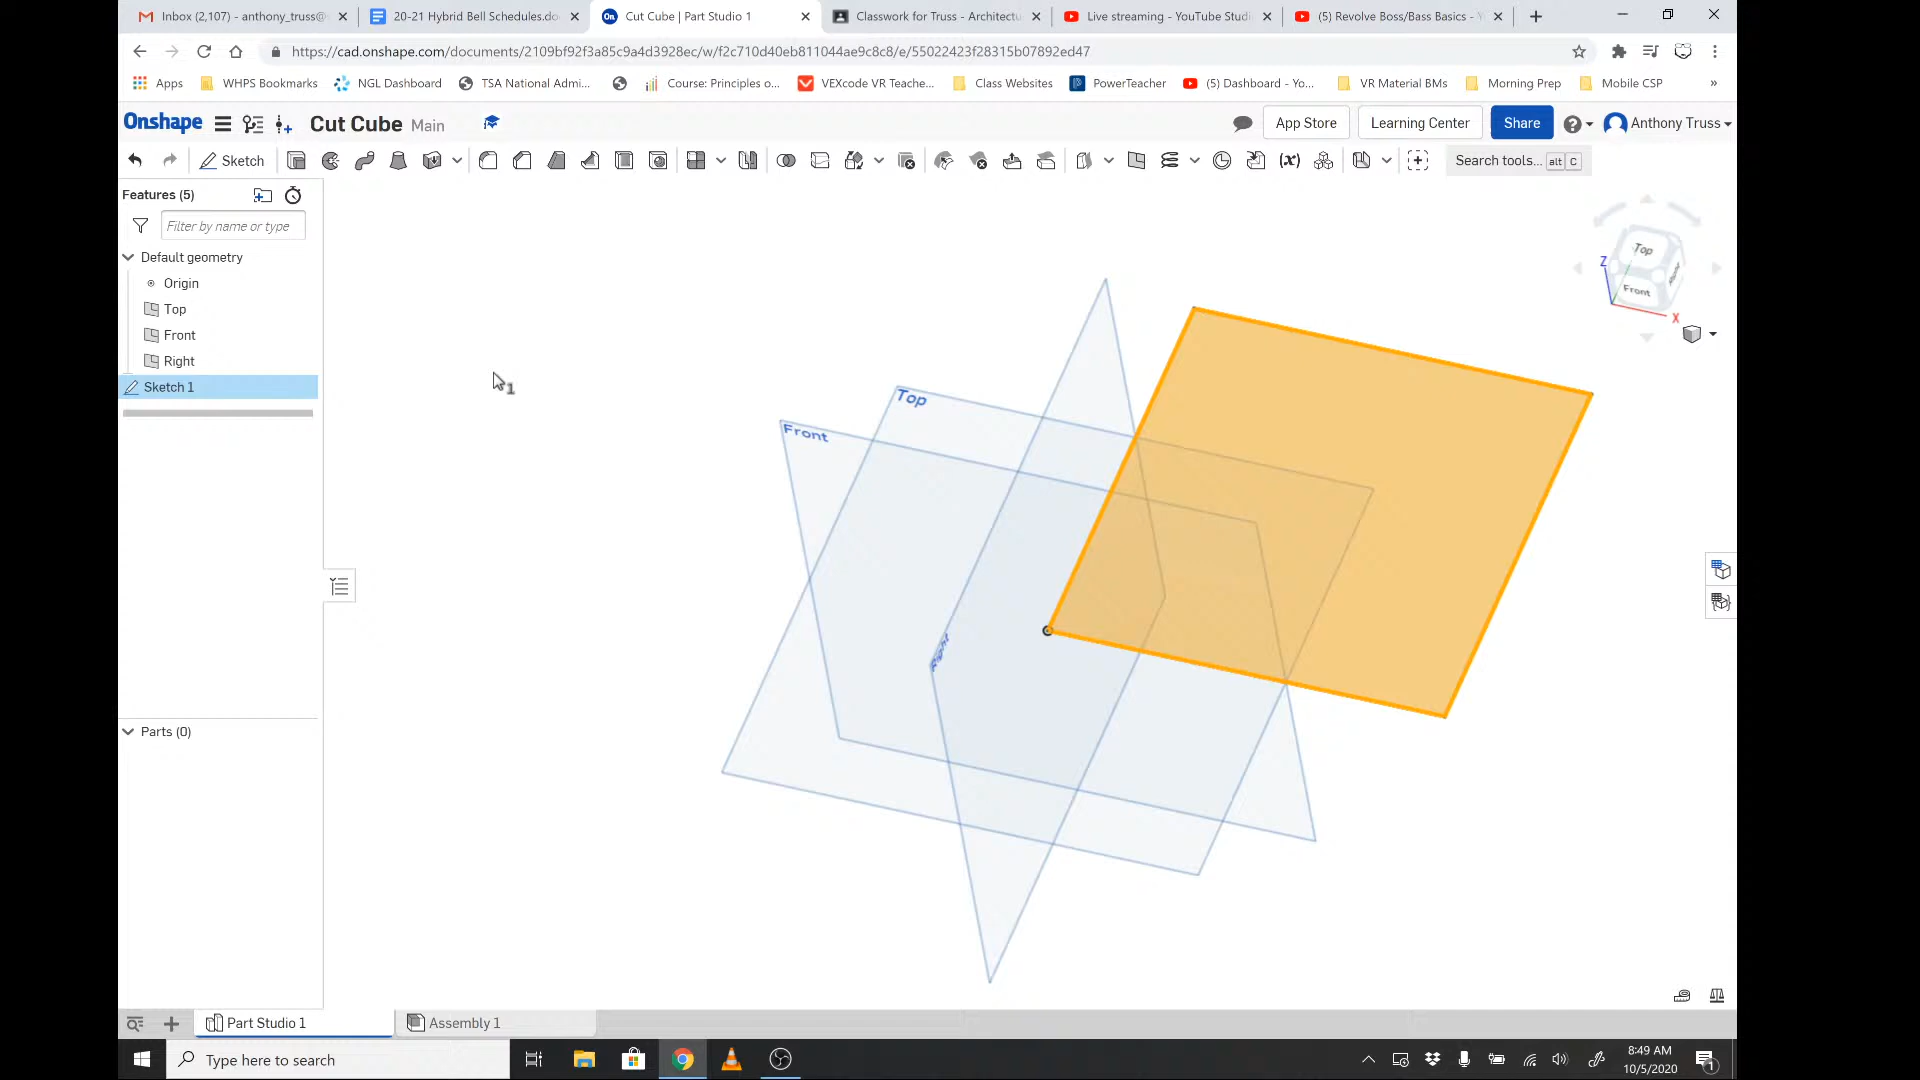 Inbox (2,107) - anthony_truss@
20-21 Hybrid Bell Schedules.do
Cut Cube | Part Studio 1
Classwork for Truss - Architectu
Live streaming - YouTube Studi
(5) Revolve Boss/Bass Basics -
https://cad.onshape.com/documents/2109bf92f3a85c9a4d3928ec/w/f2c710d40eb811044ae9c8c8/e/55022423f28315b07892ed47
Apps
WHPS Bookmarks
NGL Dashboard
TSA National Admi...
Course: Principles o...
VEXcode VR Teache...
Class Websites
PowerTeacher
(5) Dashboard - Yo...
VR Material BMs
Morning Prep
Mobile CSP
»
Onshape
Cut Cube Main
App Store
Learning Center
Share
Anthony Truss
Sketch
Search tools... alt C
Features (5)
Filter by name or type
Default geometry
Origin
Top
Front
Right
Sketch 1
Parts (0)
Top
Front
Right
Top
Front
Z
X
1
Part Studio 1
Assembly 1
Type here to search
8:49 AM
10/5/2020
1